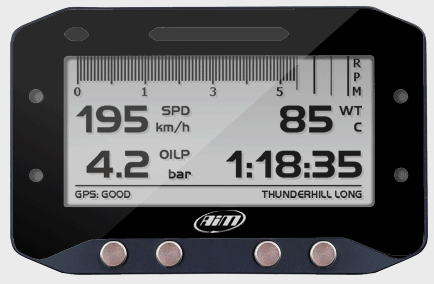 0 1 3 5 RPM
195 SPD km/h 85 WT C
4.2 OILP bar 1:18:35
GPS: GOOD THUNDERHILL LONG
AiM